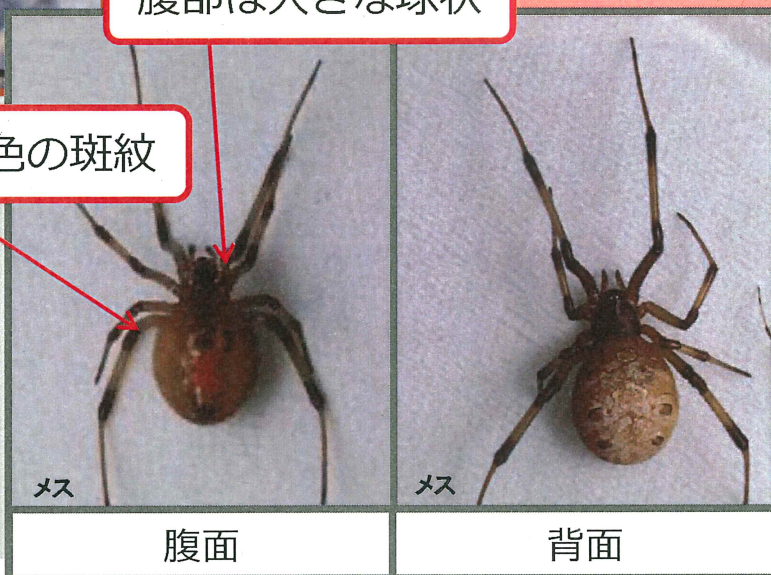 腹部は大きな球状
色の斑紋
メス
メス
腹面
背面